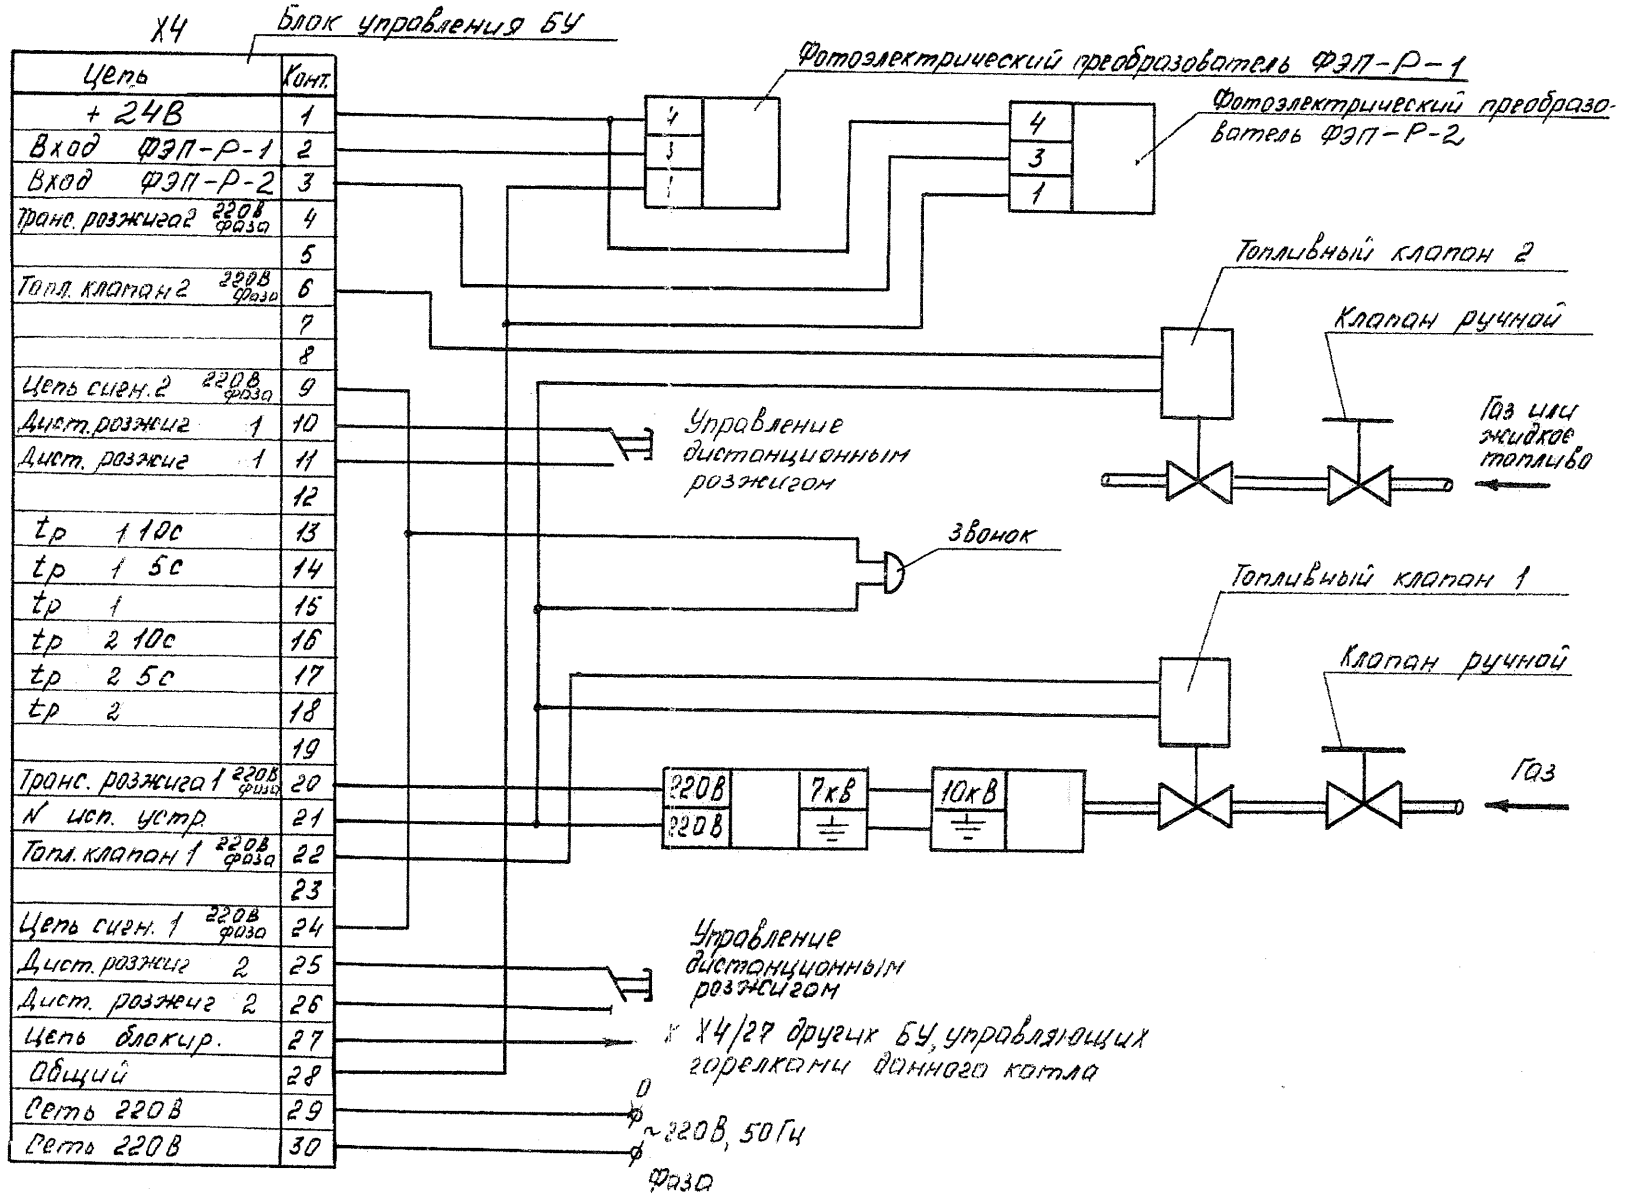 Х4
Блок управления БУ
Цепь Конт.
+ 24В 1
Вход ФЭП-Р-1 2
Вход ФЭП-Р-2 3
Транс. розжига 2 220В фаза 4
5
Топл. клапан 2 220В фаза 6
7
8
Цепь сигн. 2 220В фаза 9
Дист. розжиг 1 10
Дист. розжиг 1 11
12
tр 1 10с 13
tр 1 5с 14
tр 1 15
tр 2 10с 16
tр 2 5с 17
tр 2 18
19
Транс. розжига 1 220В фаза 20
N исп. устр. 21
Топл. клапан 1 220В фаза 22
23
Цепь сигн. 1 220В фаза 24
Дист. розжиг 2 25
Дист. розжиг 2 26
Цепь блокир. 27
Общий 28
Сеть 220В 29
Сеть 220В 30
Фотоэлектрический преобразователь ФЭП-Р-1
4
3
1
Фотоэлектрический преобразо-
ватель ФЭП-Р-2
4
3
1
Топливный клапан 2
Клапан ручной
Газ или
жидкое
топливо
Управление
дистанционным
розжигом
Звонок
Топливный клапан 1
Клапан ручной
Газ
220В 7кВ 10кВ
220В
Управление
дистанционным
розжигом
К Х4/27 других БУ, управляющих
горелками данного котла
0
~220В, 50Гц
Фаза